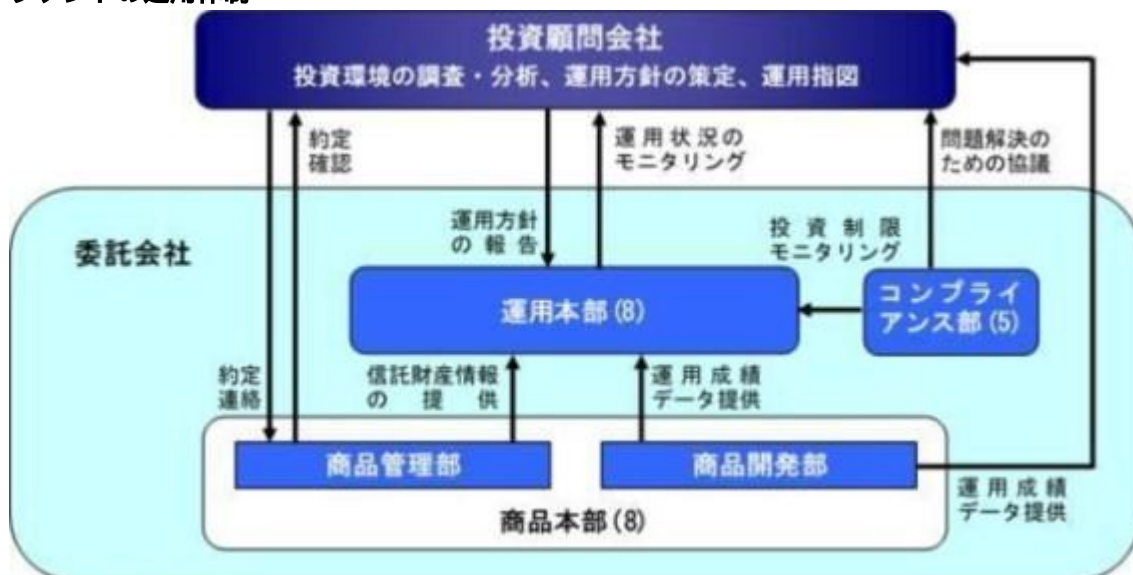 投資顧問会社
投資環境の調査・分析、運用方針の策定、運用指図
約定
確認
運用状況の
モニタリング
問題解決の
ための協議
運用方針
の報告
投資制限
モニタリング
委託会社
運用本部(8)
コンプライ
アンス部(5)
約定
連絡
信託財産情報
の提供
運用成績
データ提供
商品管理部
商品開発部
運用成績
データ提供
商品本部(8)